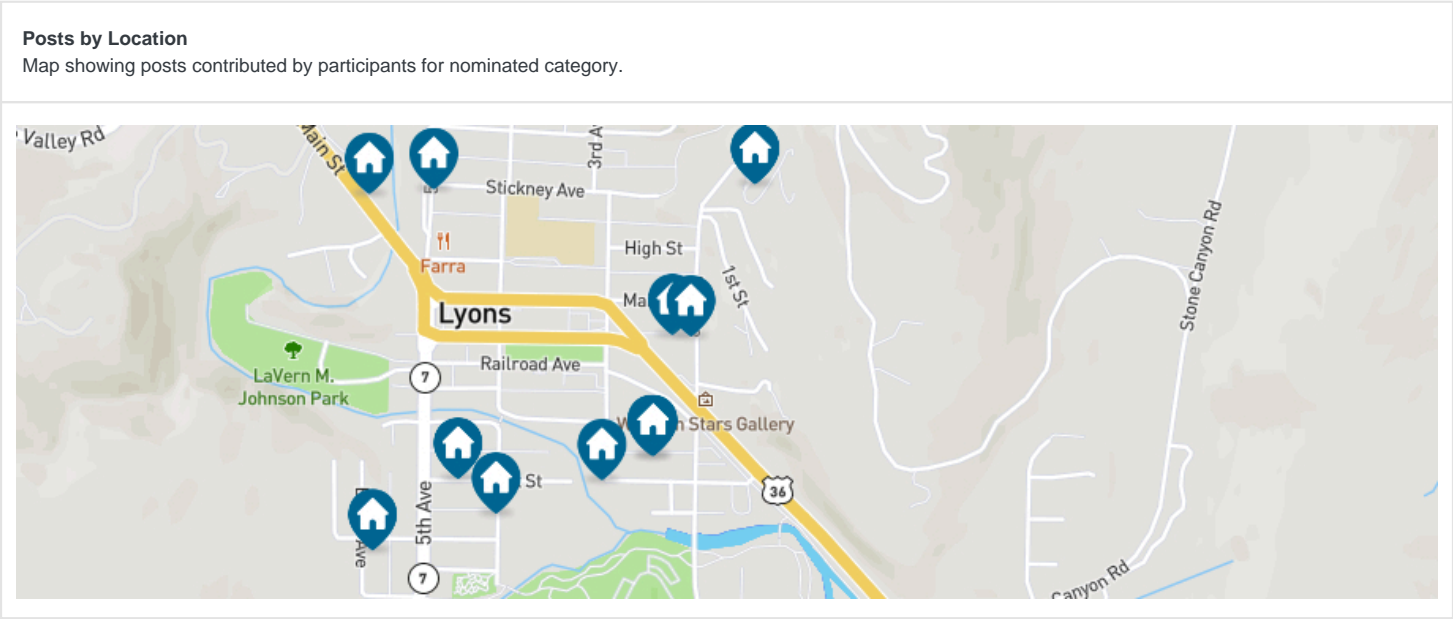 Posts by Location
Map showing posts contributed by participants for nominated category.
Valley Rd
Main St
3rd A
Stickney Ave
High St
Farra
1st St
Ma
Lyons
Stone Canyon Rd
Railroad Ave
7
LaVern M.
Johnson Park
Stars Gallery
St
36
5th Ave
Ave
7
Canyon Rd